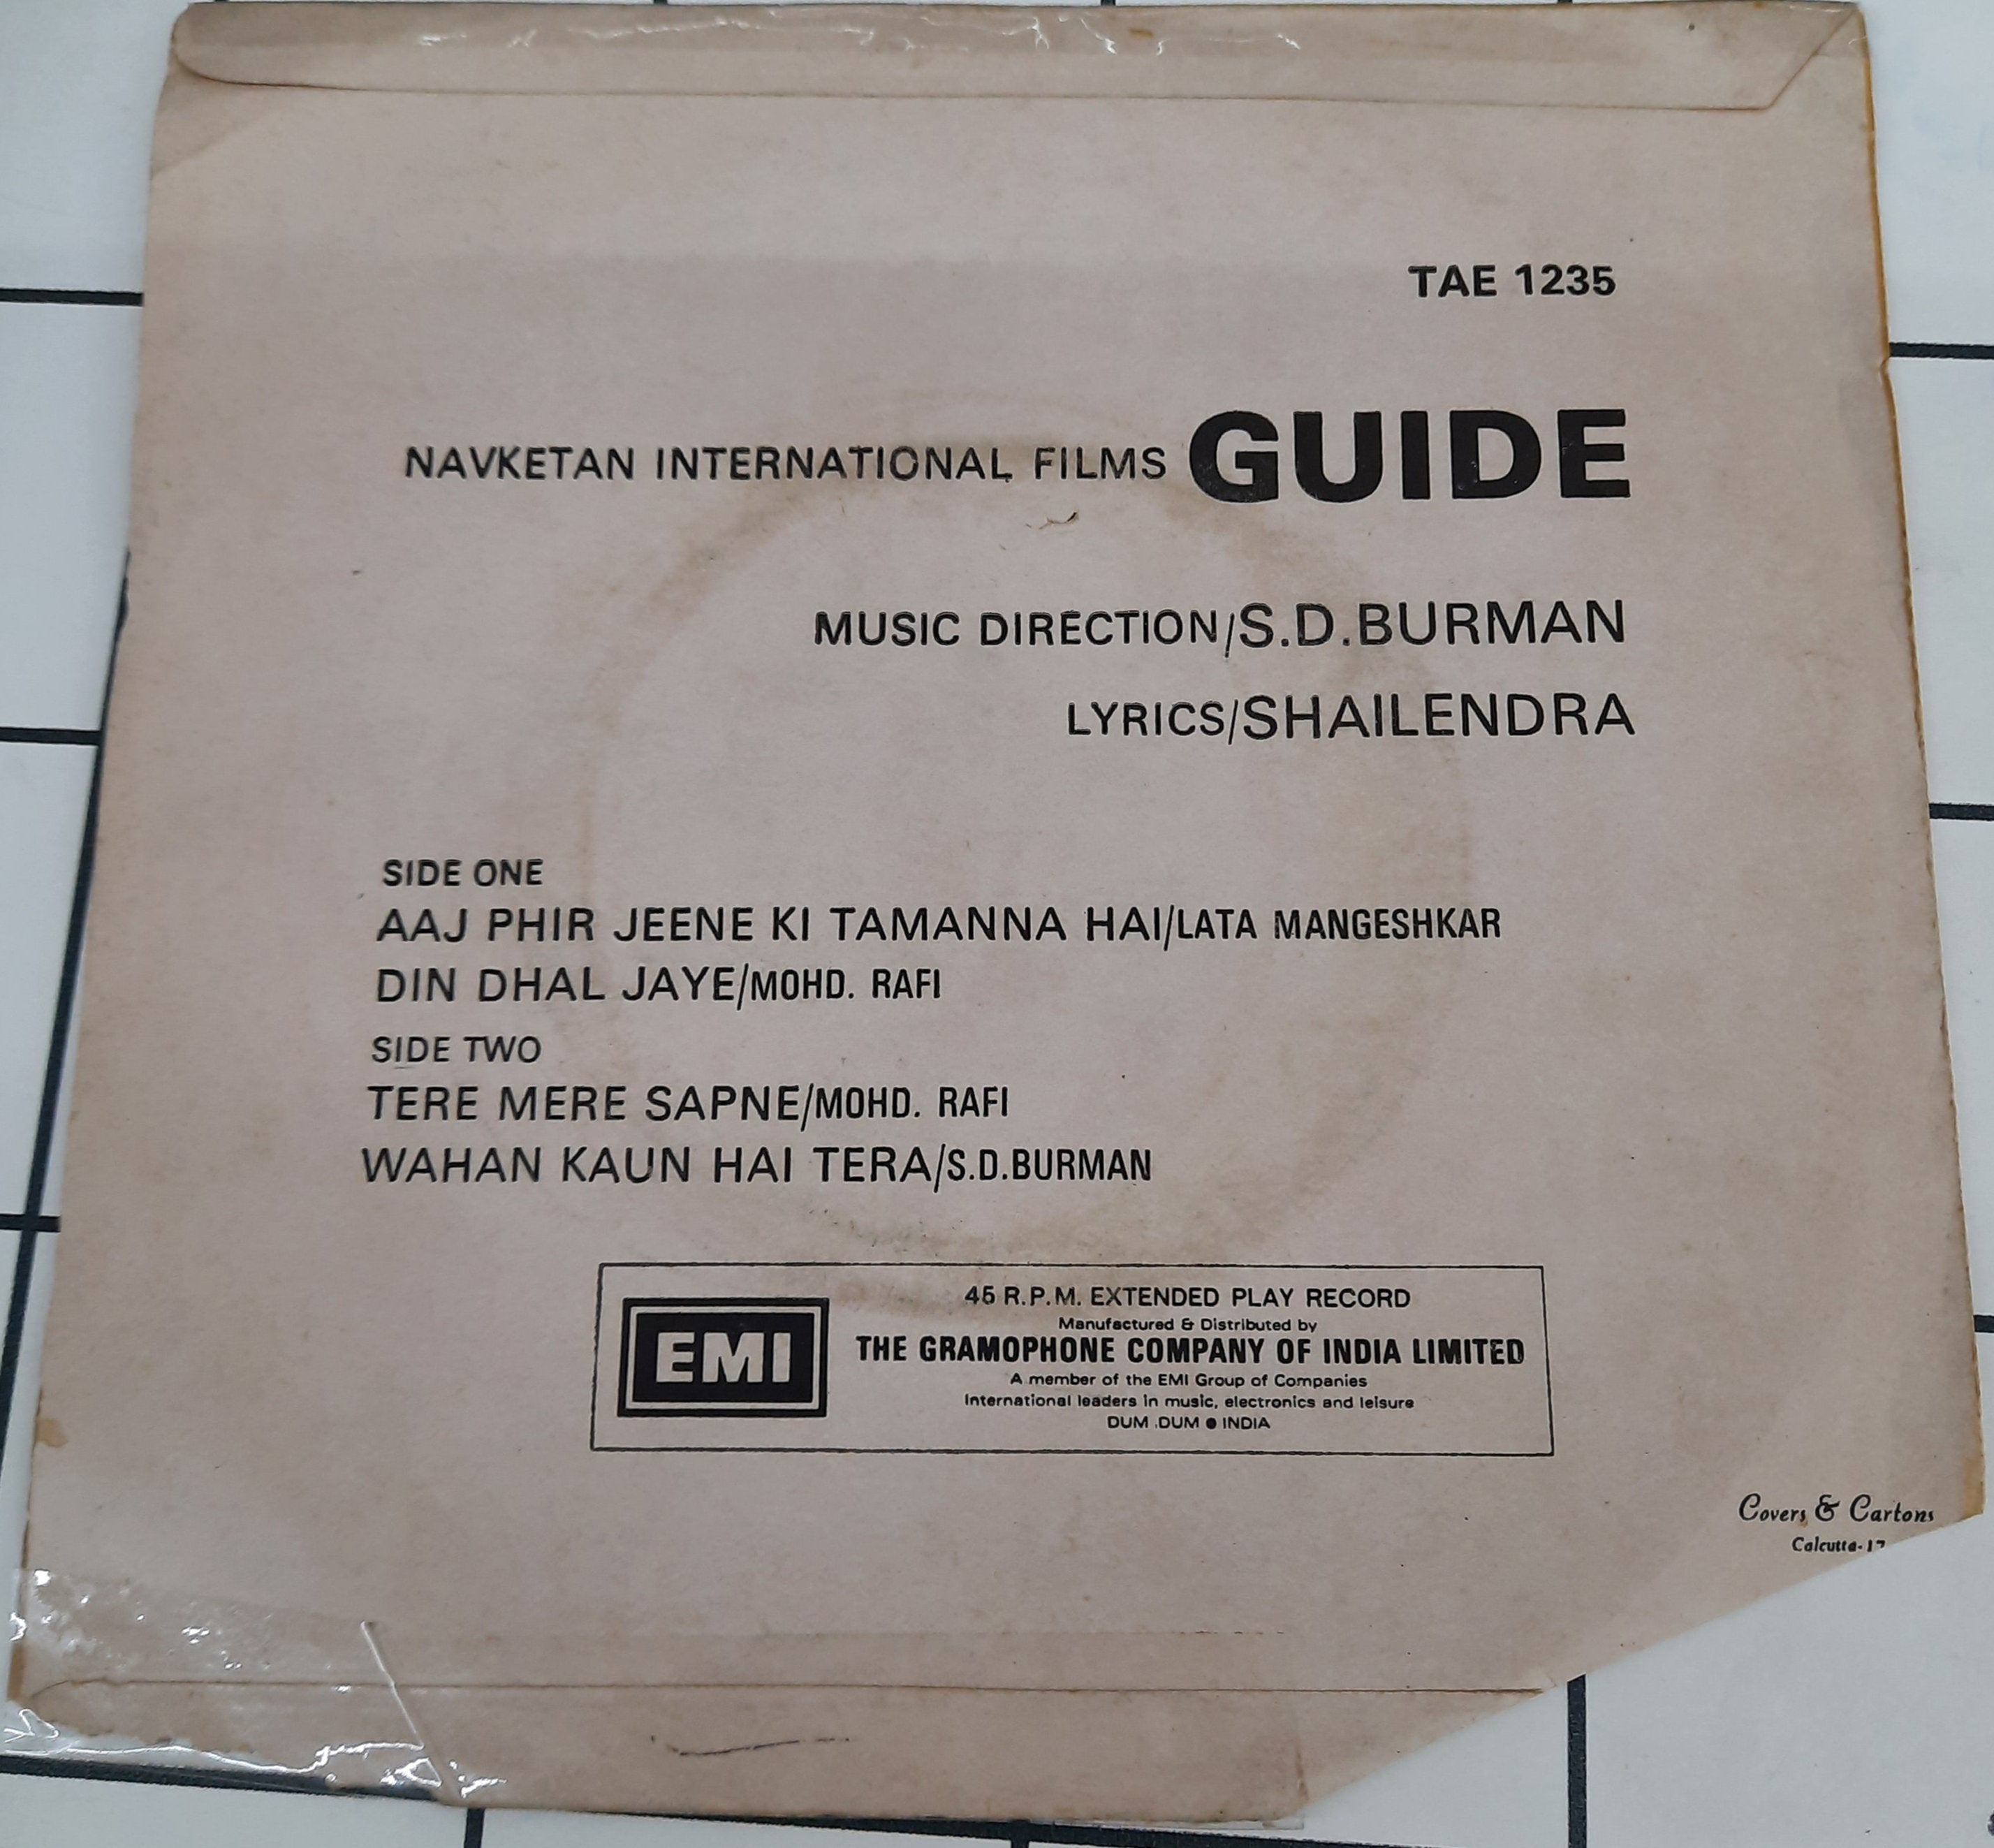 TAE 1235
NAVKETAN INTERNATIONAL FILMS GUIDE
MUSIC DIRECTION/S.D.BURMAN
LYRICS/SHAILENDRA
SIDE ONE
AAJ PHIR JEENE KI TAMANNA HAI/LATA MANGESHKAR
DIN DHAL JAYE/MOHD. RAFI
SIDE TWO
TERE MERE SAPNE/MOHD. RAFI
WAHAN KAUN HAI TERA/S.D.BURMAN
EMI
45 R.P.M. EXTENDED PLAY RECORD
Manufactured & Distributed by
THE GRAMOPHONE COMPANY OF INDIA LIMITED
A member of the EMI Group of Companies
International leaders in music, electronics and leisure
DUM DUM ● INDIA
Covers & Cartons
Calcutta-17